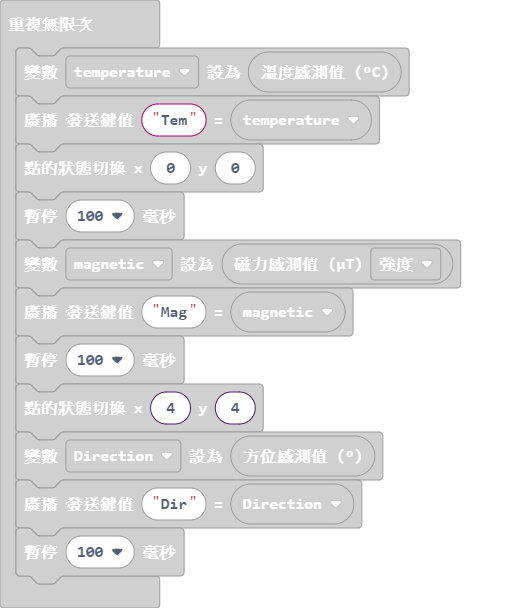 重複無限次
變數 temperature 設為 溫度感測值 (°C)
廣播 發送鍵值 "Tem" = temperature
點的狀態切換 x 0 y 0
暫停 100 毫秒
變數 magnetic 設為 磁力感測值 (µT) 強度
廣播 發送鍵值 "Mag" = magnetic
暫停 100 毫秒
點的狀態切換 x 4 y 4
變數 Direction 設為 方位感測值 (°)
廣播 發送鍵值 "Dir" = Direction
暫停 100 毫秒